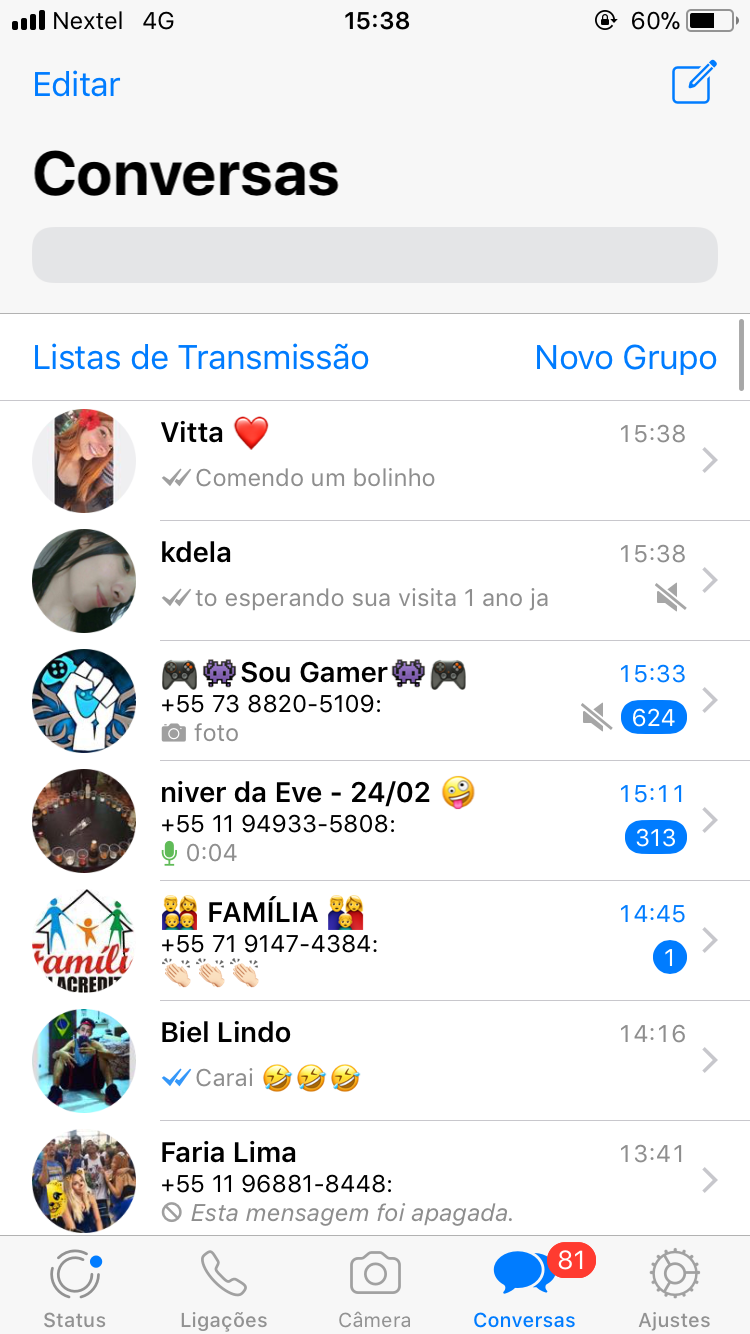 Nextel 4G 15:38 60%
Editar
Conversas
Listas de Transmissão Novo Grupo
Vitta ❤️ 15:38
Comendo um bolinho
kdela 15:38
to esperando sua visita 1 ano ja
🎮👾Sou Gamer👾🎮 15:33
+55 73 8820-5109:
foto 624
niver da Eve - 24/02 🤪 15:11
+55 11 94933-5808:
0:04 313
👨‍👩‍👧‍👦 FAMÍLIA 👨‍👩‍👦 14:45
+55 71 9147-4384:
👏🏻👏🏻👏🏻 1
Família
ACREDIT
Biel Lindo 14:16
Carai 🤣🤣🤣
Faria Lima 13:41
+55 11 96881-8448:
Esta mensagem foi apagada.
81
Status Ligações Câmera Conversas Ajustes